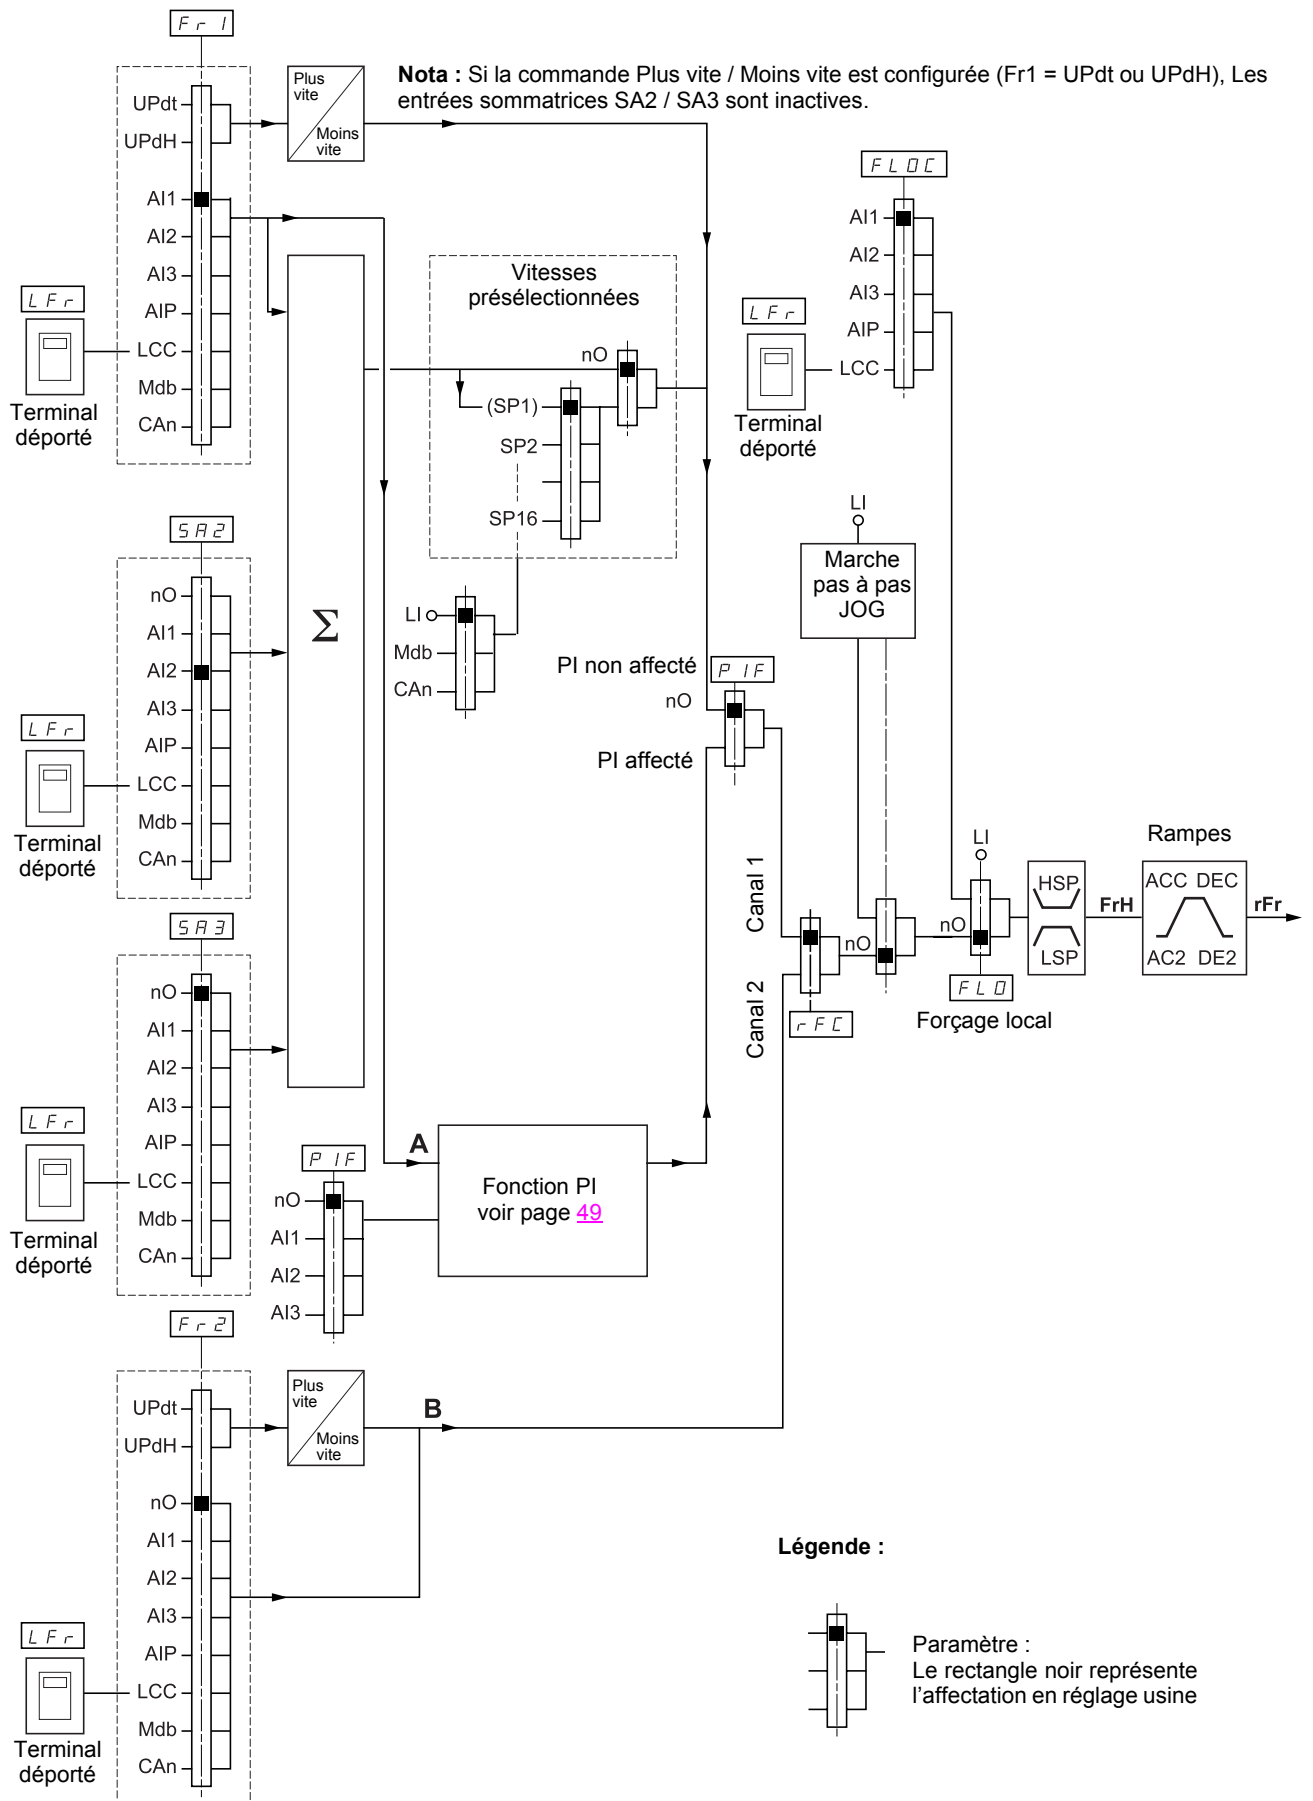 Fr1
Nota : Si la commande Plus vite / Moins vite est configurée (Fr1 = UPdt ou UPdH), Les
entrées sommatrices SA2 / SA3 sont inactives.
UPdt
UPdH
AI1
AI2
AI3
AIP
LCC
Mdb
CAn
LFr
Terminal
déporté
Plus
vite
Moins
vite
Vitesses
présélectionnées
nO
(SP1)
SP2
SP16
LI
Mdb
CAn
FLOC
AI1
AI2
AI3
AIP
LCC
LFr
Terminal
déporté
SA2
nO
AI1
AI2
AI3
AIP
LCC
Mdb
CAn
LFr
Terminal
déporté
Σ
LI
Marche
pas à pas
JOG
PI non affecté
PIF
nO
PI affecté
Canal 1
Canal 2
rFC
nO
nO
LI
FLO
Forçage local
HSP
LSP
FrH
Rampes
ACC DEC
AC2 DE2
rFr
SA3
nO
AI1
AI2
AI3
AIP
LCC
Mdb
CAn
LFr
Terminal
déporté
PIF
nO
AI1
AI2
AI3
A
Fonction PI
voir page 49
Fr2
UPdt
UPdH
nO
AI1
AI2
AI3
AIP
LCC
Mdb
CAn
LFr
Terminal
déporté
Plus
vite
Moins
vite
B
Légende :
Paramètre :
Le rectangle noir représente
l'affectation en réglage usine